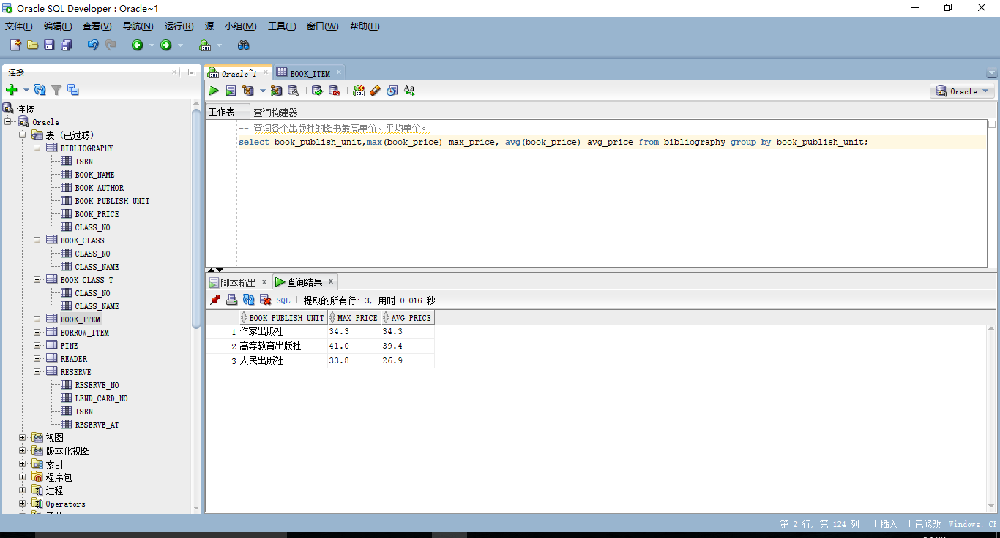 Oracle SQL Developer : Oracle~1
文件(F) 编辑(E) 查看(V) 导航(N) 运行(R) 源 小组(M) 工具(T) 窗口(W) 帮助(H)
连接
连接
Oracle
表 (已过滤)
BIBLIOGRAPHY
ISBN
BOOK_NAME
BOOK_AUTHOR
BOOK_PUBLISH_UNIT
BOOK_PRICE
CLASS_NO
BOOK_CLASS
CLASS_NO
CLASS_NAME
BOOK_CLASS_T
CLASS_NO
CLASS_NAME
BOOK_ITEM
BORROW_ITEM
FINE
READER
RESERVE
RESERVE_NO
LEND_CARD_NO
ISBN
RESERVE_AT
视图
版本化视图
索引
程序包
过程
Operators
Oracle~1 BOOK_ITEM
Oracle
工作表 查询构建器
-- 查询各个出版社的图书最高单价、平均单价。
select book_publish_unit,max(book_price) max_price, avg(book_price) avg_price from bibliography group by book_publish_unit;
脚本输出 x 查询结果 x
SQL | 提取的所有行: 3, 用时 0.016 秒
BOOK_PUBLISH_UNIT MAX_PRICE AVG_PRICE
1 作家出版社 34.3 34.3
2 高等教育出版社 41.0 39.4
3 人民出版社 33.8 26.9
| 第 2 行, 第 124 列 | 插入 | 已修改| Windows: CF